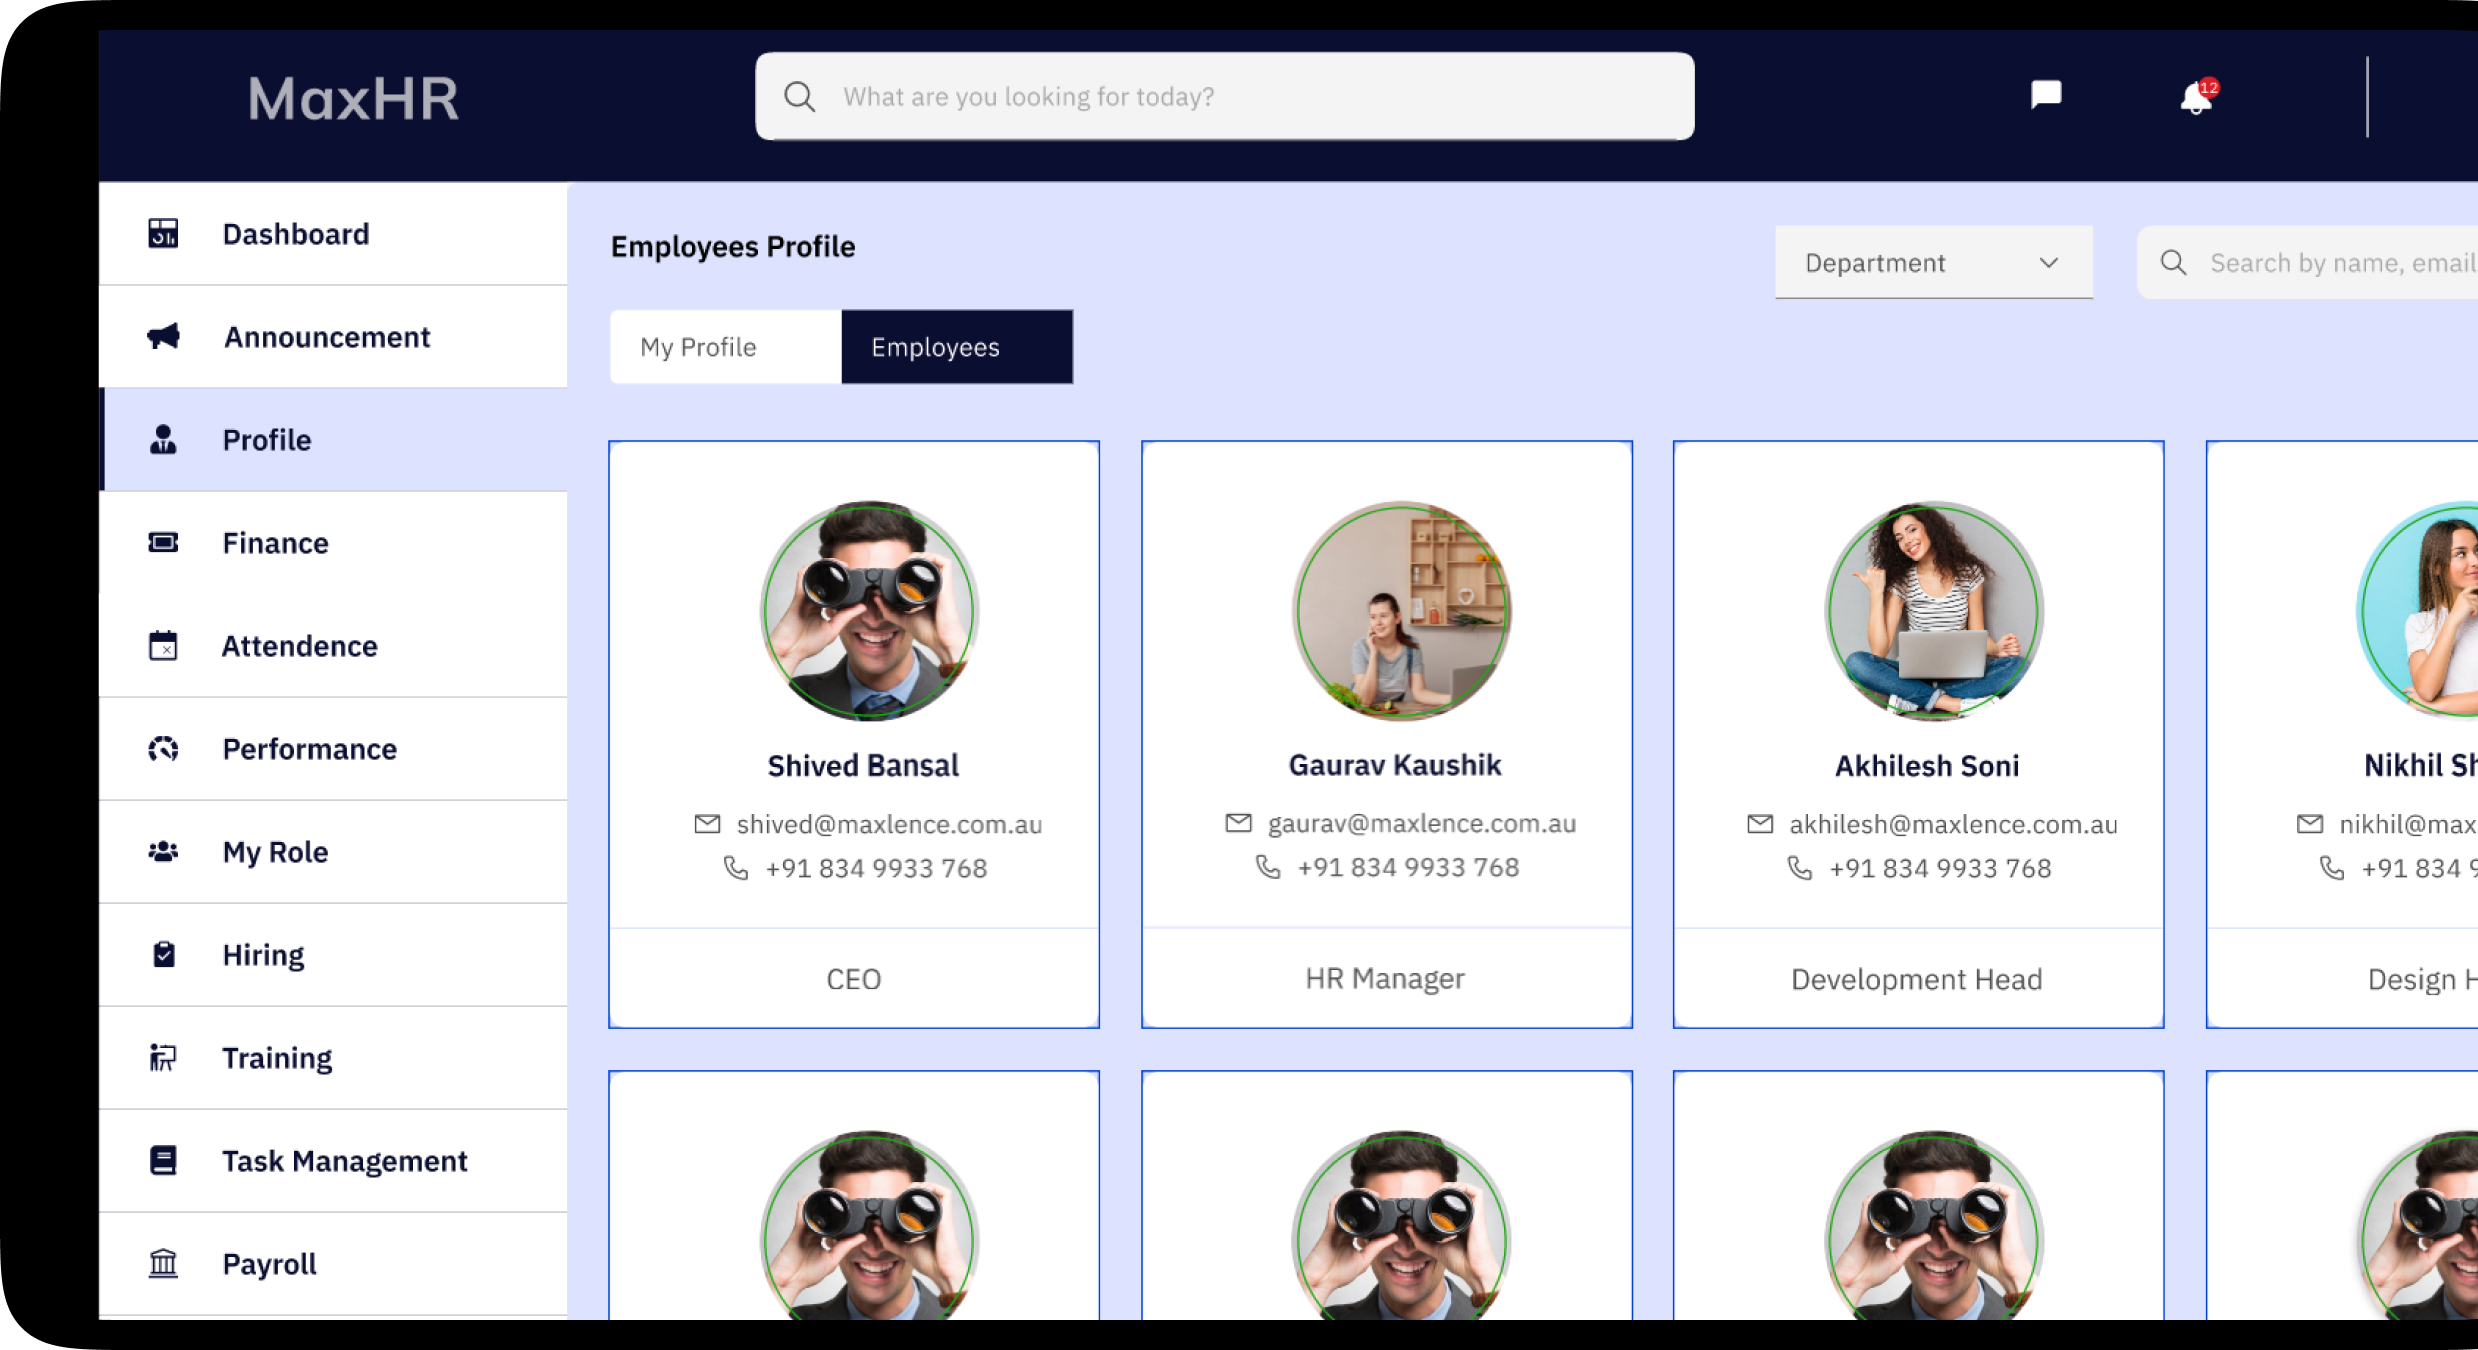 MaxHR
What are you looking for today?
12
Dashboard
Announcement
Profile
Finance
Attendence
Performance
My Role
Hiring
Training
Task Management
Payroll
Employees Profile
Department
Search by name, email
My Profile
Employees
Shived Bansal
shived@maxlence.com.au
+91 834 9933 768
CEO
Gaurav Kaushik
gaurav@maxlence.com.au
+91 834 9933 768
HR Manager
Akhilesh Soni
akhilesh@maxlence.com.au
+91 834 9933 768
Development Head
Nikhil
nikhil@max
+91 834
Design